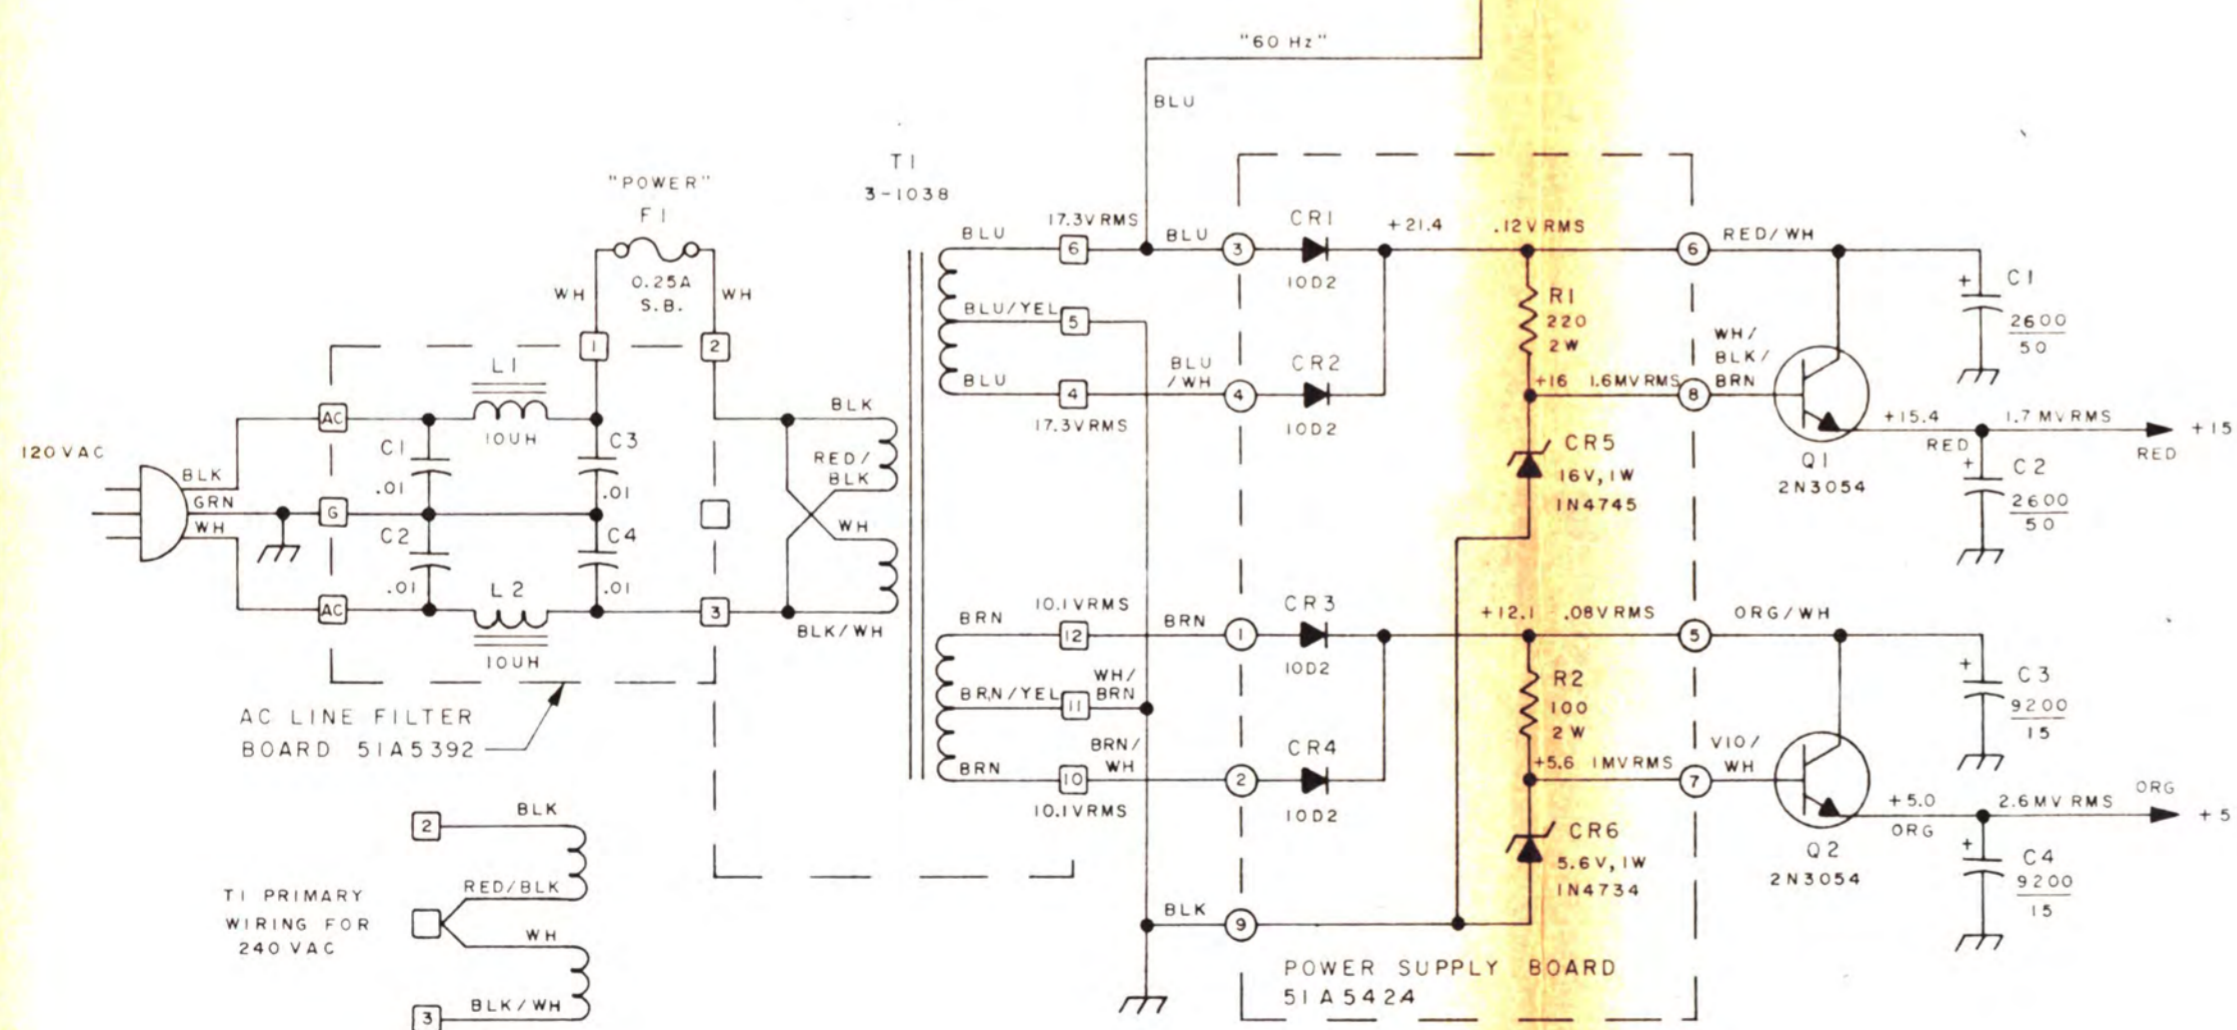 "60 Hz"
BLU
T1
3-1038
"POWER"
F1
0.25A
S.B.
WH
WH
1
2
L1
10UH
AC
C1
.01
C3
.01
120VAC
BLK
GRN
WH
G
C2
.01
C4
.01
AC
L2
10UH
3
BLK
RED/
BLK
WH
BLK/WH
AC LINE FILTER
BOARD 51A5392
T1 PRIMARY
WIRING FOR
240 VAC
2
BLK
RED/BLK
WH
BLK/WH
3
BLU
17.3VRMS
6
BLU
3
BLU/YEL
5
BLU
4
17.3VRMS
BLU
/WH
4
BRN
10.1VRMS
12
BRN
1
BRN/YEL
11
WH/
BRN
BRN
10
10.1VRMS
BRN/
WH
2
BLK
9
CR1
10D2
CR2
10D2
CR3
10D2
CR4
10D2
+21.4
.12VRMS
R1
220
2W
+16
1.6MVRMS
CR5
16V,1W
1N4745
+12.1
.08VRMS
R2
100
2W
+5.6
1MVRMS
CR6
5.6V,1W
1N4734
POWER SUPPLY BOARD
51A5424
6
RED/WH
8
WH/
BLK/
BRN
Q1
2N3054
C1
2600
50
+15.4
RED
1.7 MVRMS
RED
+15
C2
2600
50
5
ORG/WH
7
VIO/
WH
Q2
2N3054
C3
9200
15
+5.0
ORG
2.6MV RMS
ORG
+5
C4
9200
15